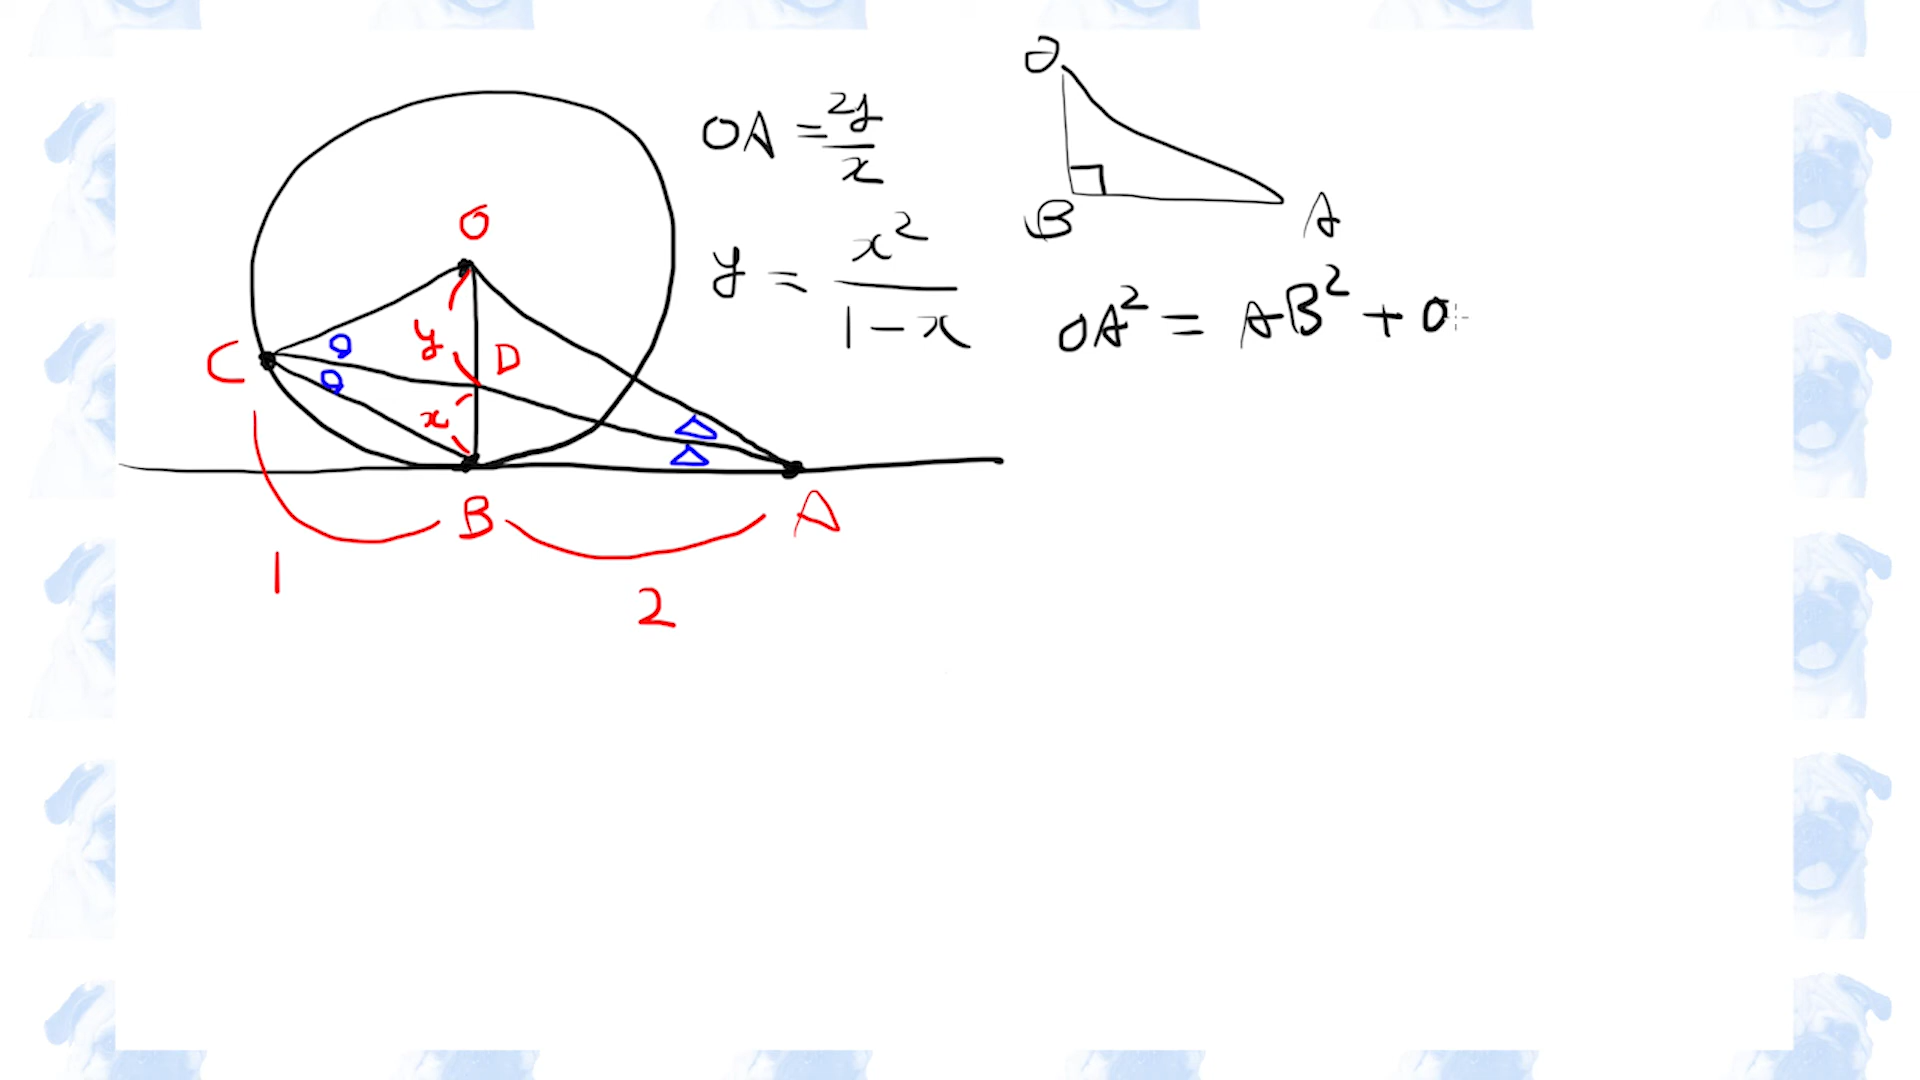 OA = 2y/x
y = x²/(1-x)
O
B
A
OA² = AB² + O
O
y
D
x
C
B
A
1
2